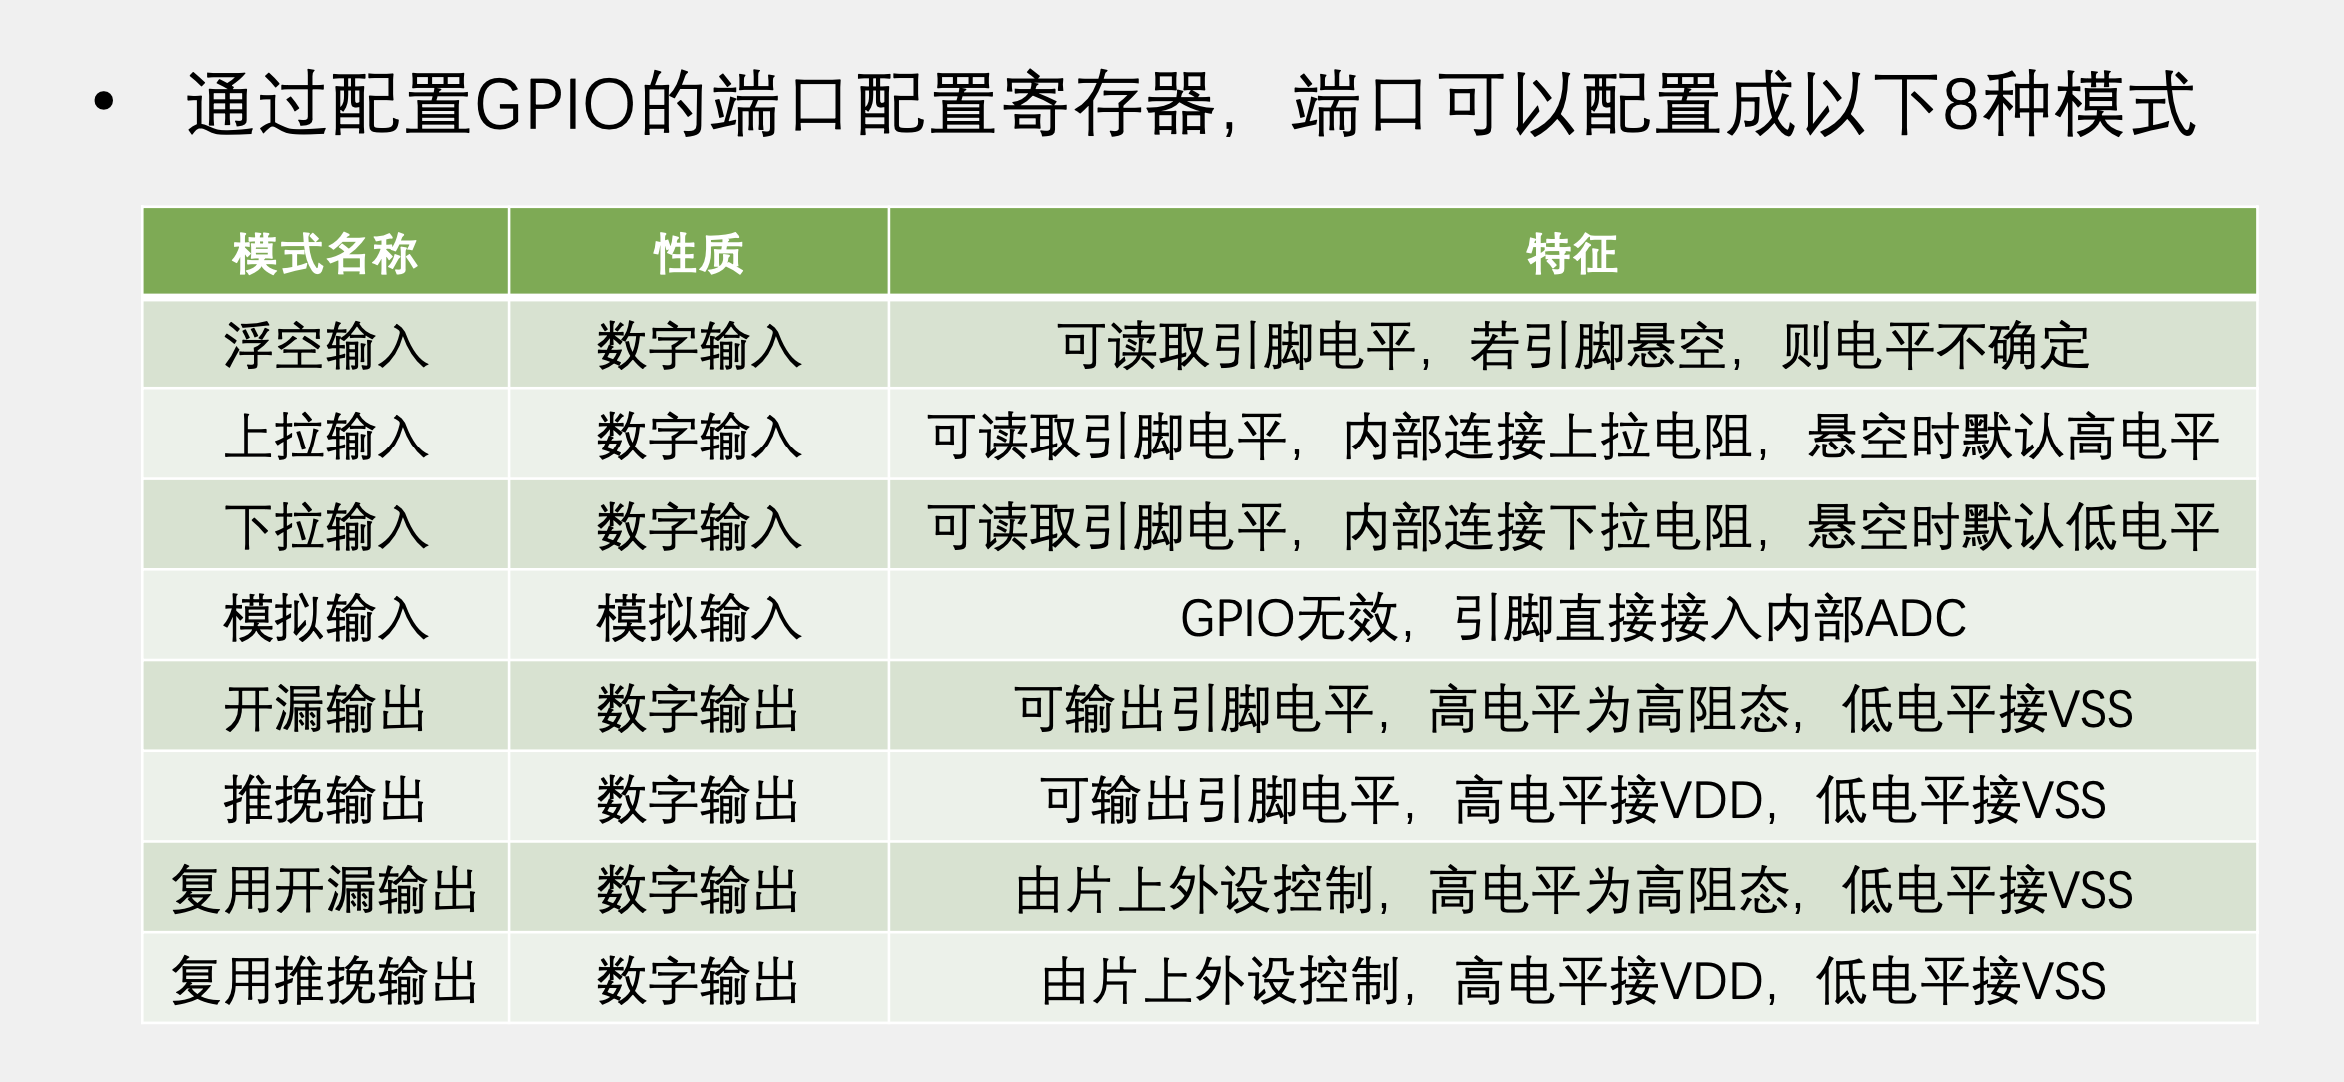 • 通过配置GPIO的端口配置寄存器，端口可以配置成以下8种模式
模式名称 性质 特征
浮空输入 数字输入 可读取引脚电平，若引脚悬空，则电平不确定
上拉输入 数字输入 可读取引脚电平，内部连接上拉电阻，悬空时默认高电平
下拉输入 数字输入 可读取引脚电平，内部连接下拉电阻，悬空时默认低电平
模拟输入 模拟输入 GPIO无效，引脚直接接入内部ADC
开漏输出 数字输出 可输出引脚电平，高电平为高阻态，低电平接VSS
推挽输出 数字输出 可输出引脚电平，高电平接VDD，低电平接VSS
复用开漏输出 数字输出 由片上外设控制，高电平为高阻态，低电平接VSS
复用推挽输出 数字输出 由片上外设控制，高电平接VDD，低电平接VSS